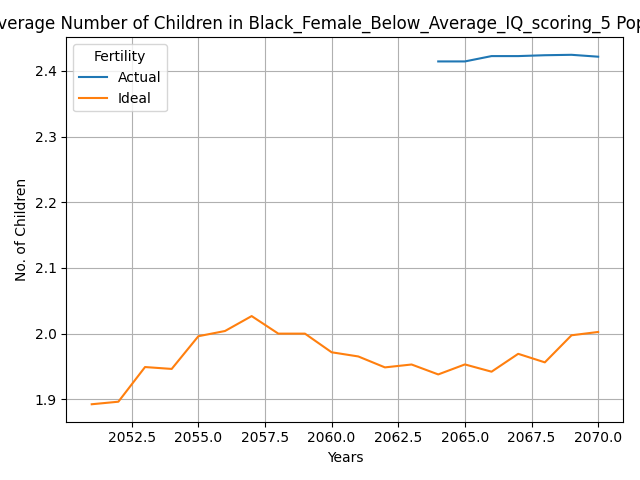 verage Number of Children in Black_Female_Below_Average_IQ_scoring_5 Pop
Fertility
Actual
Ideal
No. of Children
2.4
2.3
2.2
2.1
2.0
1.9
2052.5 2055.0 2057.5 2060.0 2062.5 2065.0 2067.5 2070.0
Years